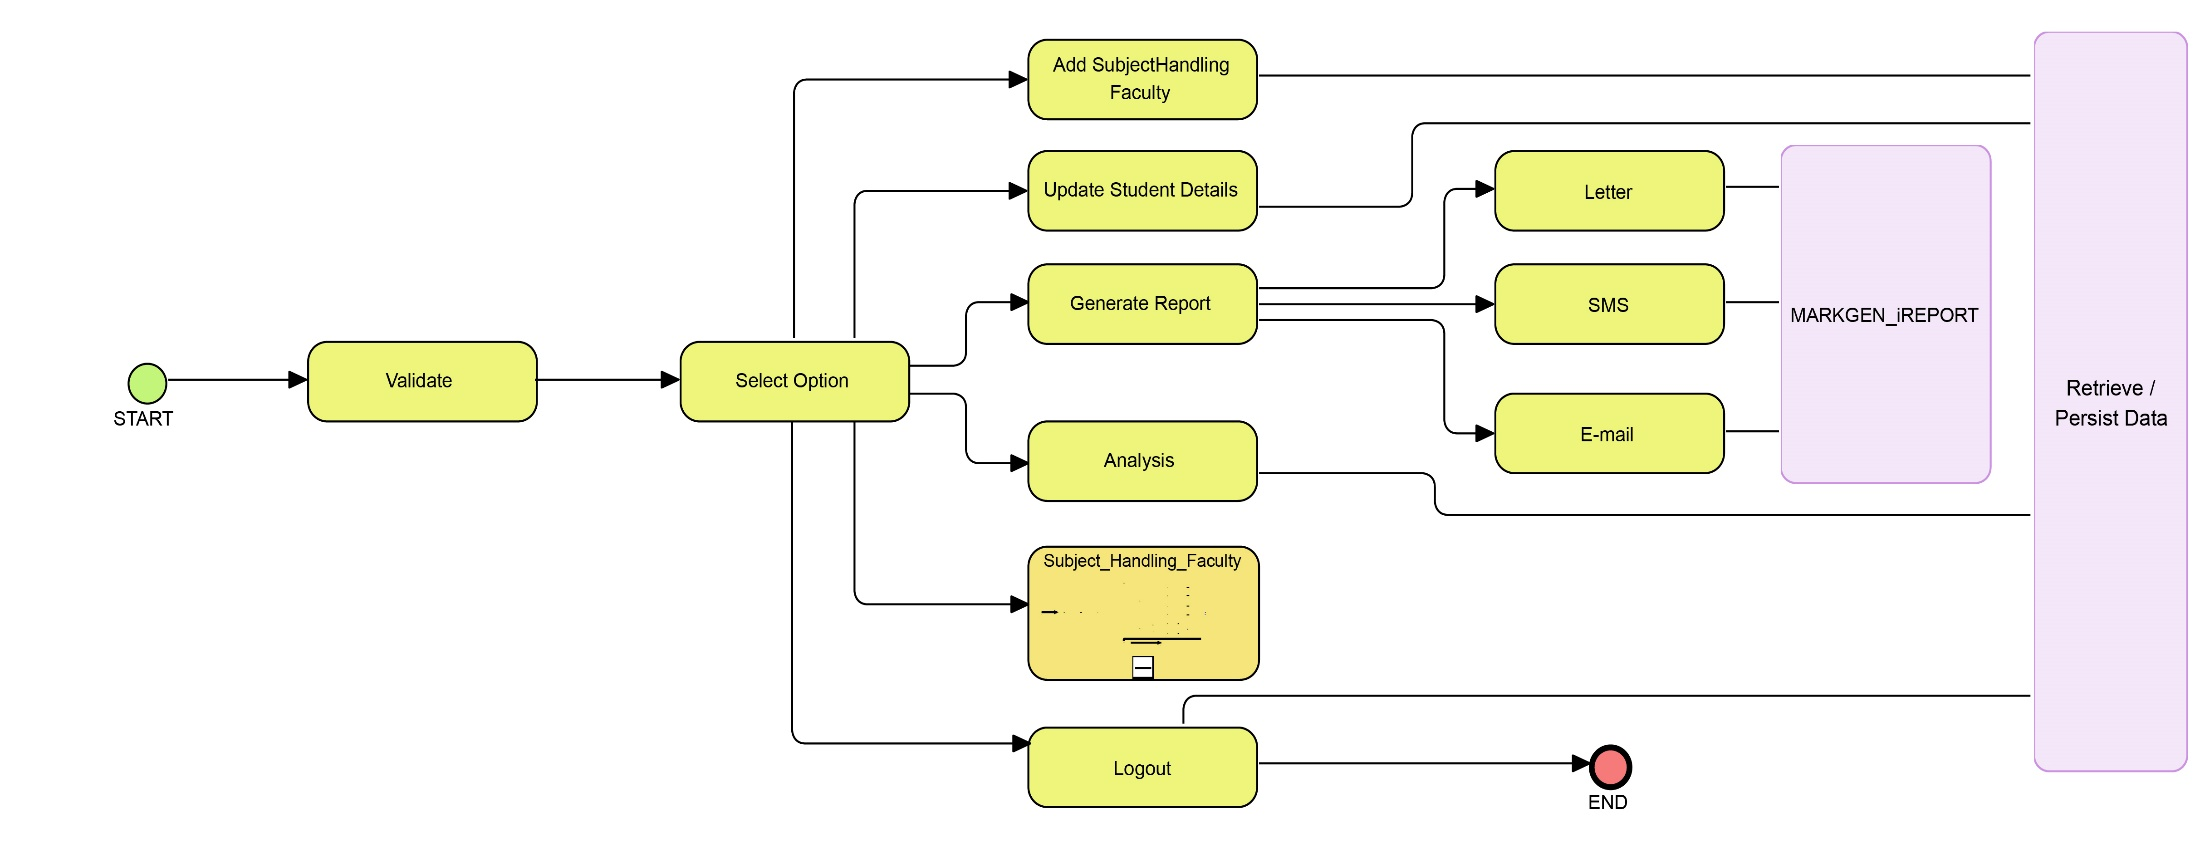 Add SubjectHandling
Faculty
Update Student Details
Letter
Generate Report
SMS
MARKGEN_iREPORT
START
Validate
Select Option
Retrieve /
Persist Data
E-mail
Analysis
Subject_Handling_Faculty
Logout
END